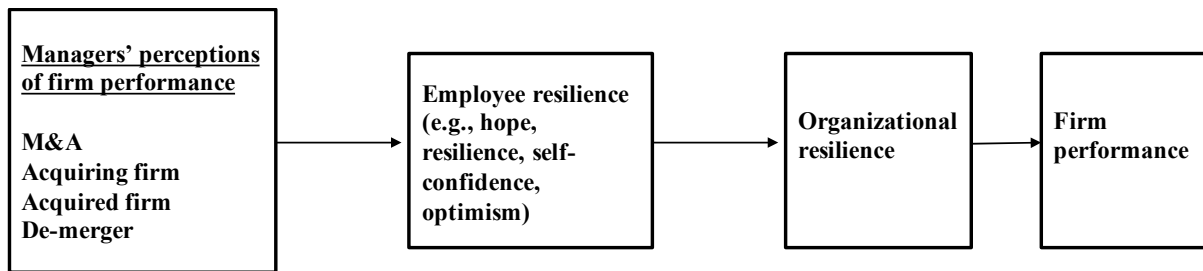 Managers’ perceptions
of firm performance
M&A
Acquiring firm
Acquired firm
De-merger
Employee resilience
(e.g., hope,
resilience, self-
confidence,
optimism)
Organizational
resilience
Firm
performance